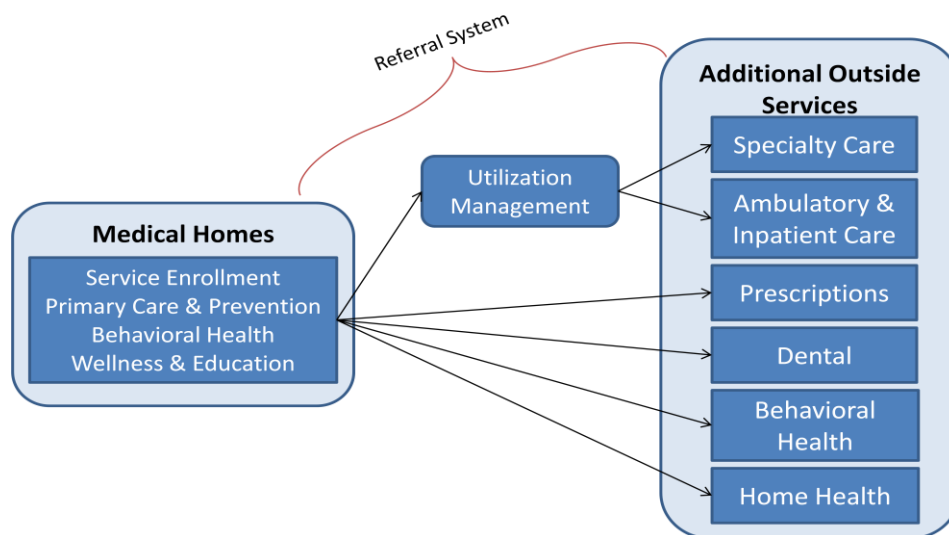 Referral System
Additional Outside
Services
Specialty Care
Utilization
Management
Ambulatory &
Inpatient Care
Medical Homes
Service Enrollment
Primary Care & Prevention
Behavioral Health
Wellness & Education
Prescriptions
Dental
Behavioral
Health
Home Health